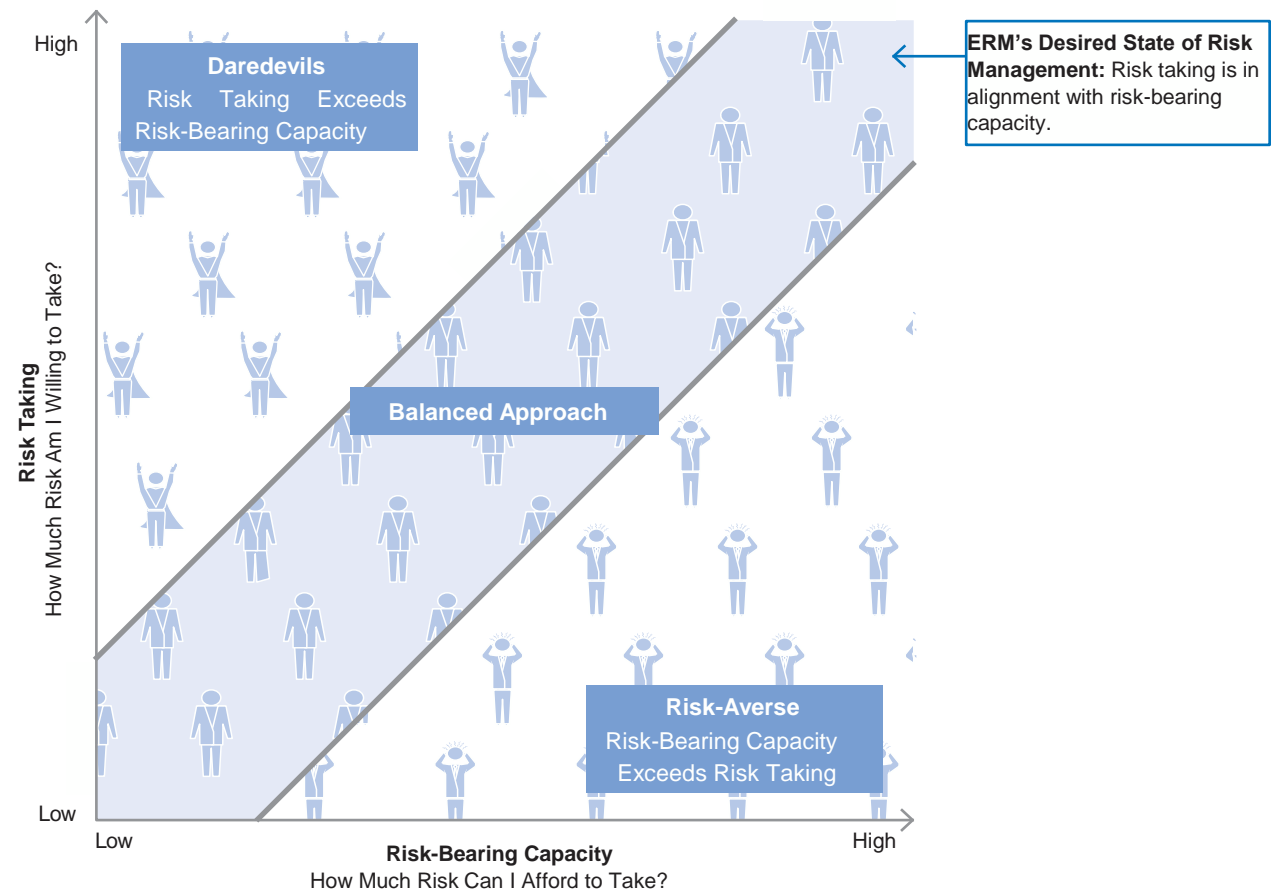 High
Daredevils
Risk Taking Exceeds
Risk-Bearing Capacity
ERM’s Desired State of Risk
Management: Risk taking is in
alignment with risk-bearing
capacity.
Risk Taking
How Much Risk Am I Willing to Take?
Balanced Approach
Risk-Averse
Risk-Bearing Capacity
Exceeds Risk Taking
Low
Low
High
Risk-Bearing Capacity
How Much Risk Can I Afford to Take?